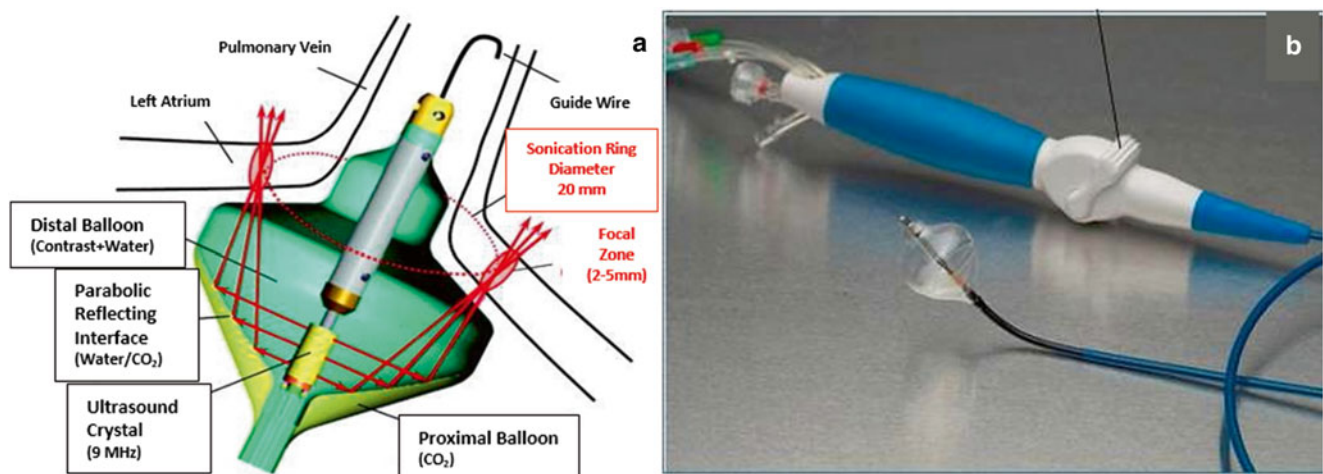 a
b
Pulmonary Vein
Left Atrium
Guide Wire
Sonication Ring
Diameter
20 mm
Distal Balloon
(Contrast+Water)
Focal
Zone
(2-5mm)
Parabolic
Reflecting
Interface
(Water/CO₂)
Ultrasound
Crystal
(9 MHz)
Proximal Balloon
(CO₂)